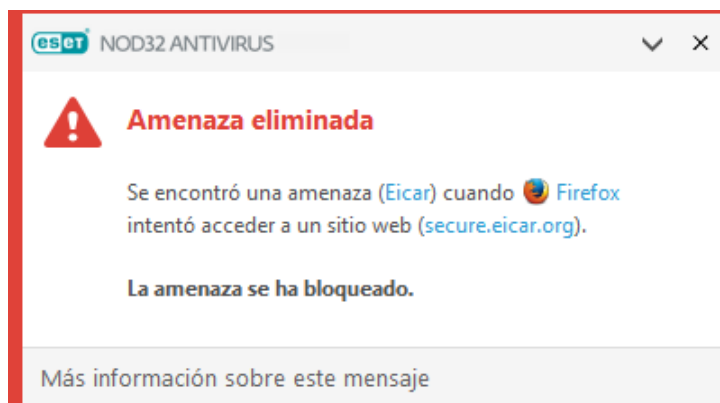 eset NOD32 ANTIVIRUS
Amenaza eliminada
Se encontró una amenaza (Eicar) cuando Firefox
intentó acceder a un sitio web (secure.eicar.org).
La amenaza se ha bloqueado.
Más información sobre este mensaje